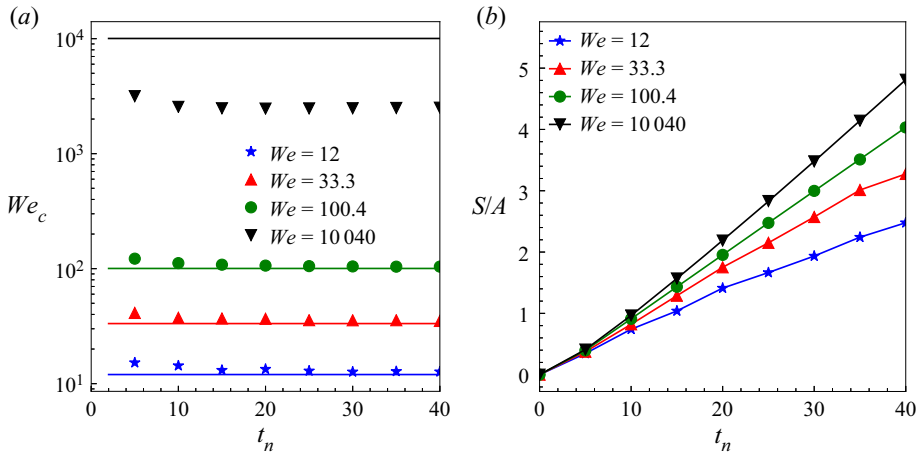 (a)
10^4
10^3
10^2
10^1
We_c
We = 12
We = 33.3
We = 100.4
We = 10 040
0
10
20
30
40
t_n
(b)
We = 12
We = 33.3
We = 100.4
We = 10 040
5
4
3
2
1
0
S/A
0
10
20
30
40
t_n